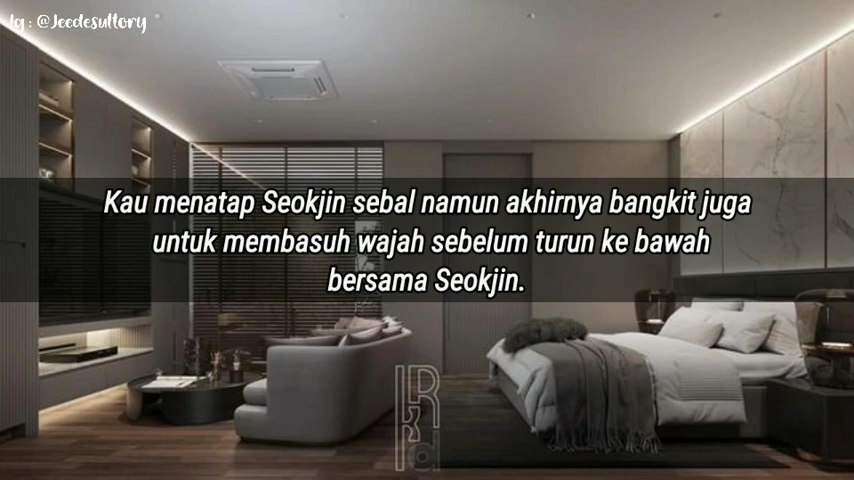 Ig : @Jeedesultory
Kau menatap Seokjin sebal namun akhirnya bangkit juga
untuk membasuh wajah sebelum turun ke bawah
bersama Seokjin.